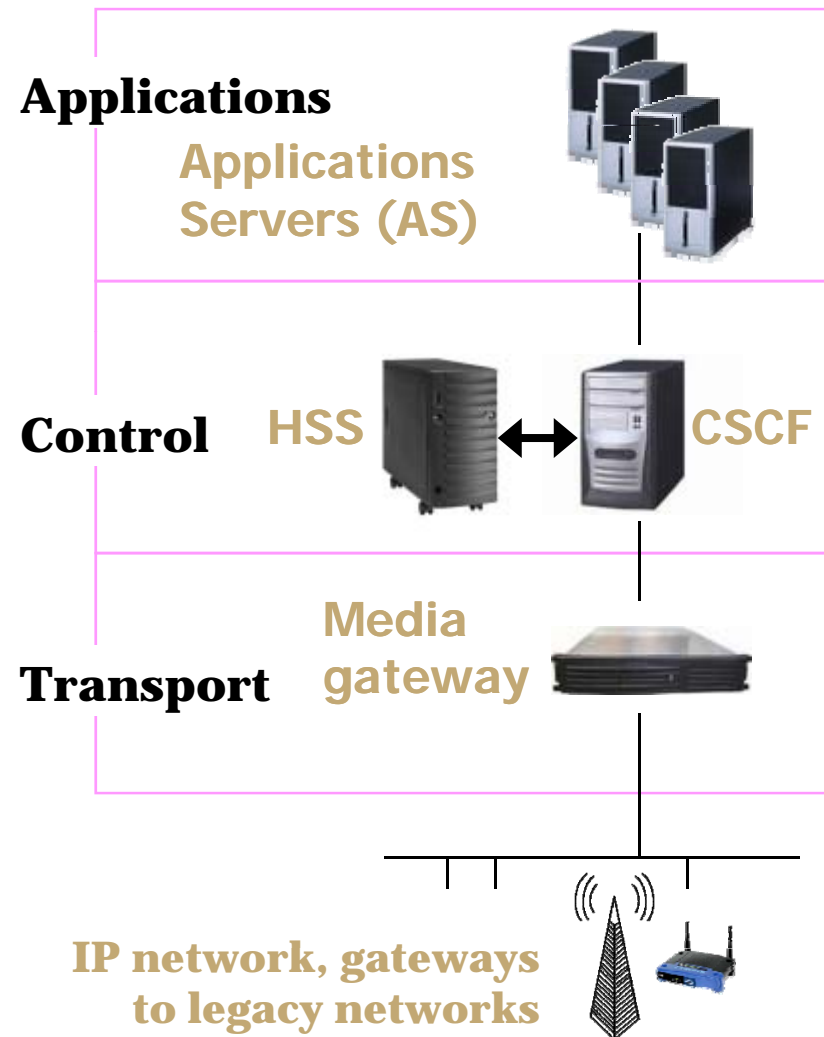 Applications
Applications
Servers (AS)
Control
HSS
CSCF
Media
gateway
Transport
IP network, gateways
to legacy networks